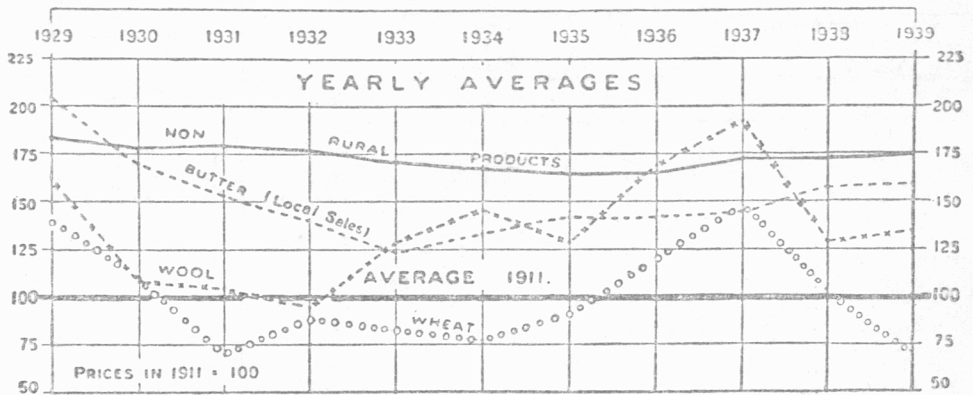 1929 1930 1931 1932 1933 1934 1935 1936 1937 1933 1939
225 225
YEARLY AVERAGES
200 200
NON RURAL PRODUCTS
175 175
BUTTER (Local Sales)
150 150
125 125
WOOL
AVERAGE 1911.
100 100
WHEAT
75 75
PRICES IN 1911 = 100
50 50